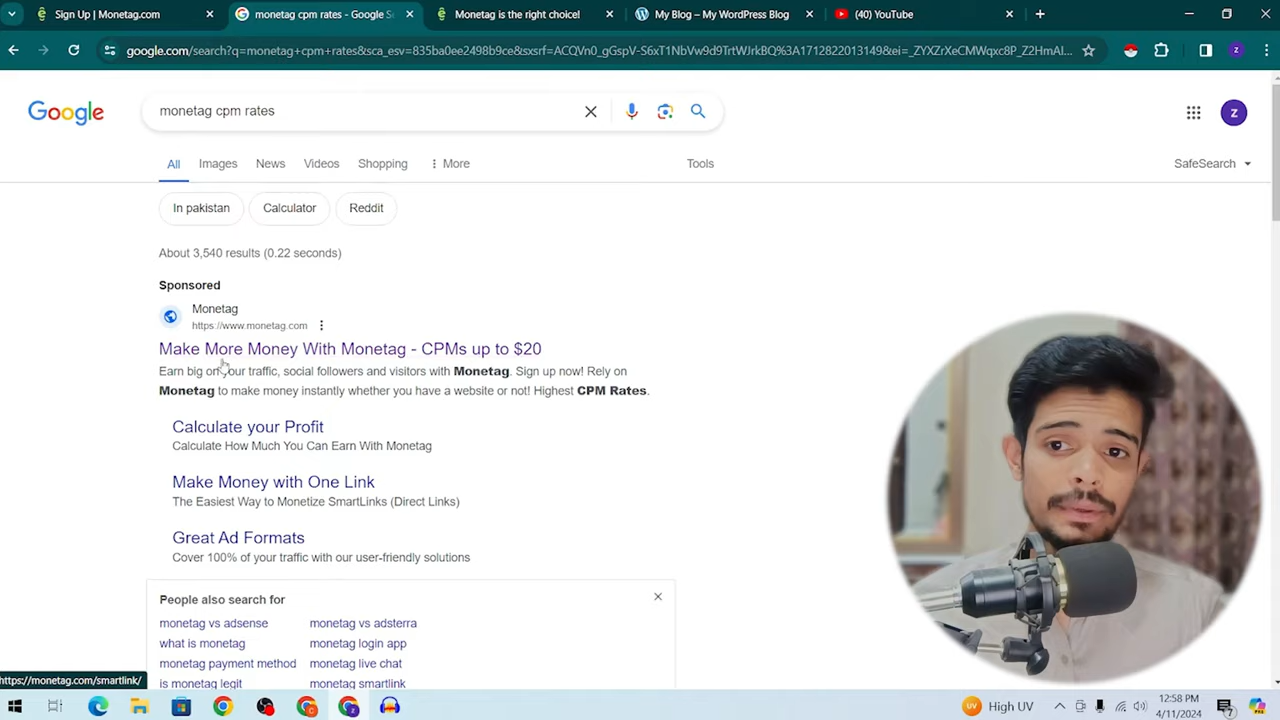 Sign Up | Monetag.com
monetag cpm rates - Google S
Monetag is the right choice!
My Blog – My WordPress Blog
(40) YouTube
google.com/search?q=monetag+cpm+rates&sca_esv=835ba0ee2498b9ce&sxsrf=ACQVn0_gGspV-S6xT1NbVw9d9TrtWJrkBQ%3A1712822013149&ei=_ZYXZrXeCMWqxc8P_Z2HmAI...
z
Google
monetag cpm rates
z
All
Images
News
Videos
Shopping
More
Tools
SafeSearch
In pakistan
Calculator
Reddit
About 3,540 results (0.22 seconds)
Sponsored
Monetag
https://www.monetag.com
Make More Money With Monetag - CPMs up to $20
Earn big on your traffic, social followers and visitors with Monetag. Sign up now! Rely on
Monetag to make money instantly whether you have a website or not! Highest CPM Rates.
Calculate your Profit
Calculate How Much You Can Earn With Monetag
Make Money with One Link
The Easiest Way to Monetize SmartLinks (Direct Links)
Great Ad Formats
Cover 100% of your traffic with our user-friendly solutions
People also search for
monetag vs adsense
monetag vs adsterra
what is monetag
monetag login app
monetag payment method
monetag live chat
is monetag legit
monetag smartlink
https://monetag.com/smartlink/
High UV
12:58 PM
4/11/2024